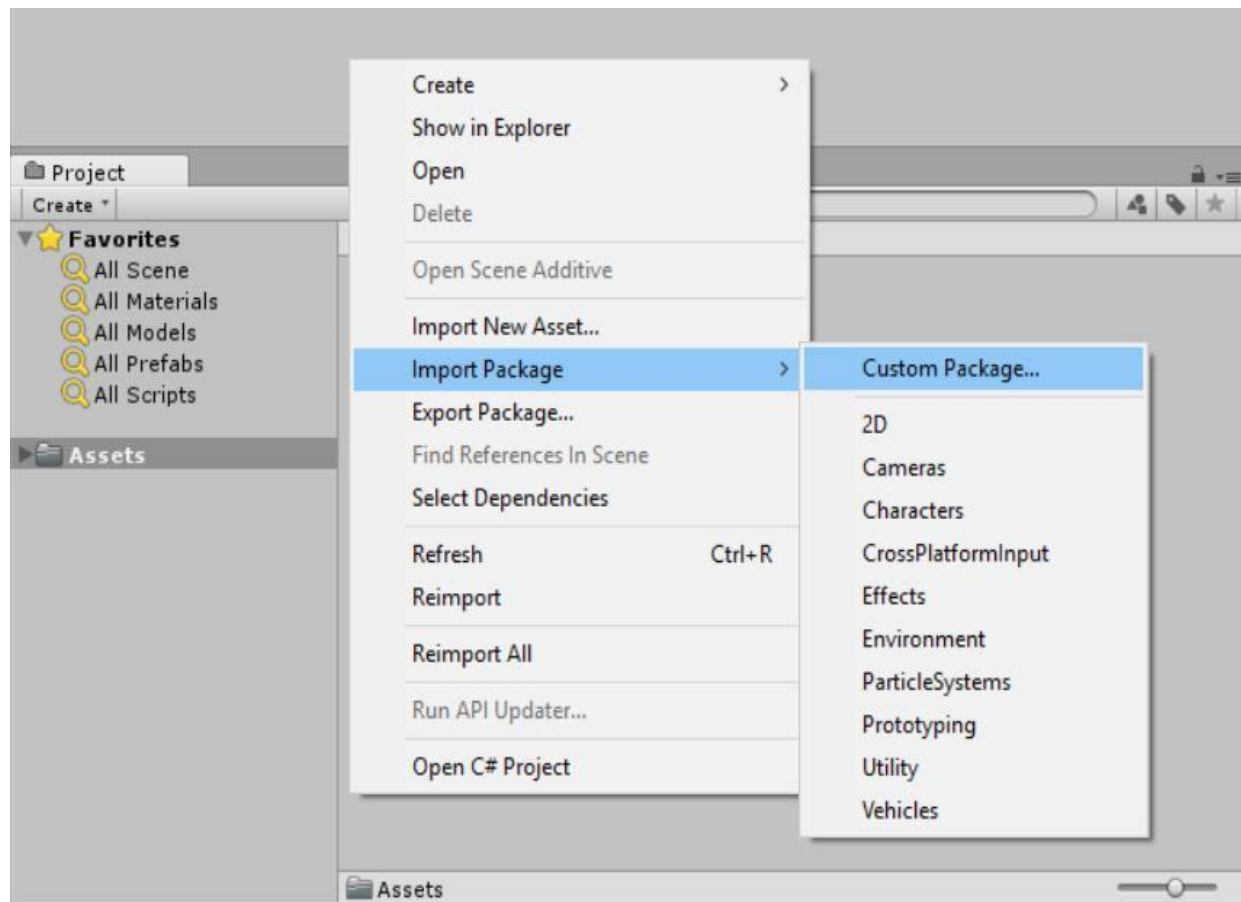 Project
Create
Favorites
All Scene
All Materials
All Models
All Prefabs
All Scripts
Assets
Create
Show in Explorer
Open
Delete
Open Scene Additive
Import New Asset...
Import Package
Export Package...
Find References In Scene
Select Dependencies
Refresh Ctrl+R
Reimport
Reimport All
Run API Updater...
Open C# Project
Custom Package...
2D
Cameras
Characters
CrossPlatformInput
Effects
Environment
ParticleSystems
Prototyping
Utility
Vehicles
Assets